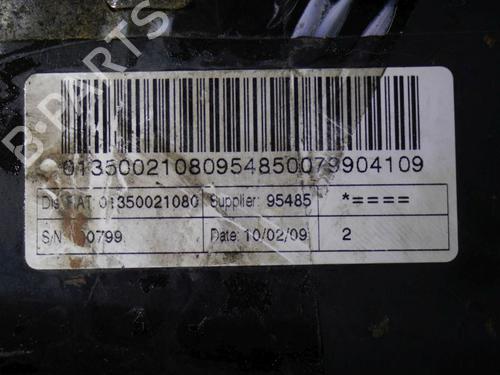 B-PARTS
01350021080954850079904109
Dis. FIAT: 01350021080 Supplier: 95485 *====
S/N: 00799 Date: 10/02/09 2